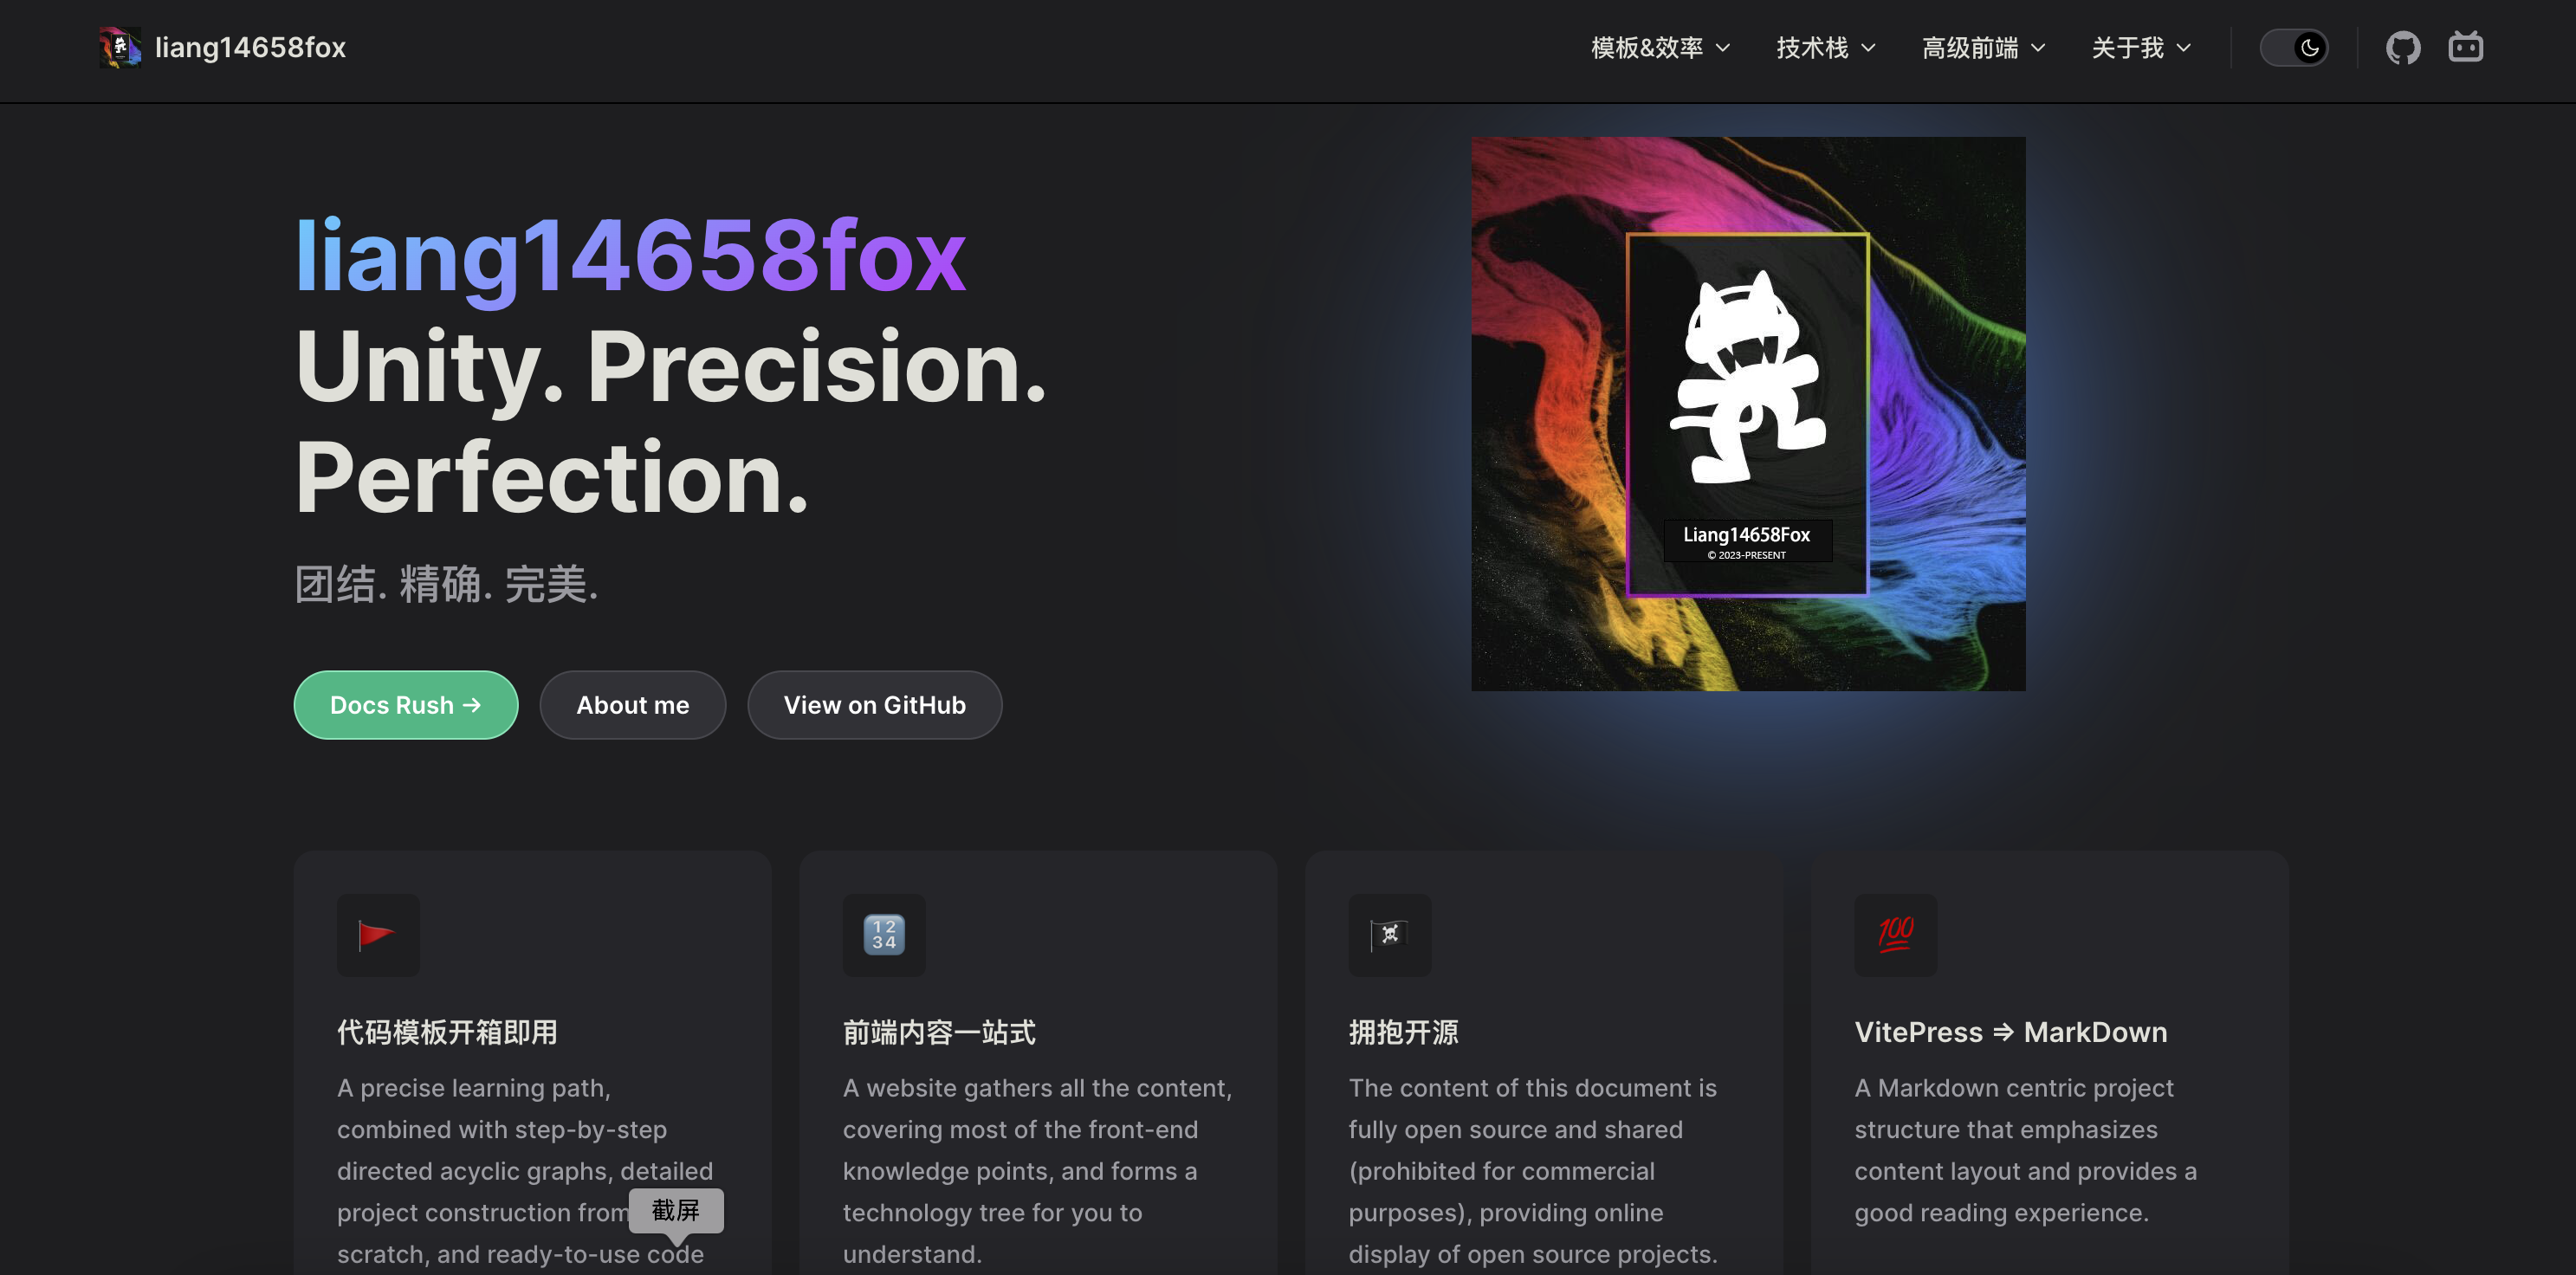 liang14658fox
模板&效率
技术栈
高级前端
关于我
liang14658fox
Unity. Precision.
Perfection.
团结. 精确. 完美.
Docs Rush →
About me
View on GitHub
Liang14658Fox
© 2023-PRESENT
1 2
3 4
代码模板开箱即用
A precise learning path,
combined with step-by-step
directed acyclic graphs, detailed
project construction from
scratch, and ready-to-use code
截屏
前端内容一站式
A website gathers all the content,
covering most of the front-end
knowledge points, and forms a
technology tree for you to
understand.
拥抱开源
The content of this document is
fully open source and shared
(prohibited for commercial
purposes), providing online
display of open source projects.
100
VitePress ⇒ MarkDown
A Markdown centric project
structure that emphasizes
content layout and provides a
good reading experience.